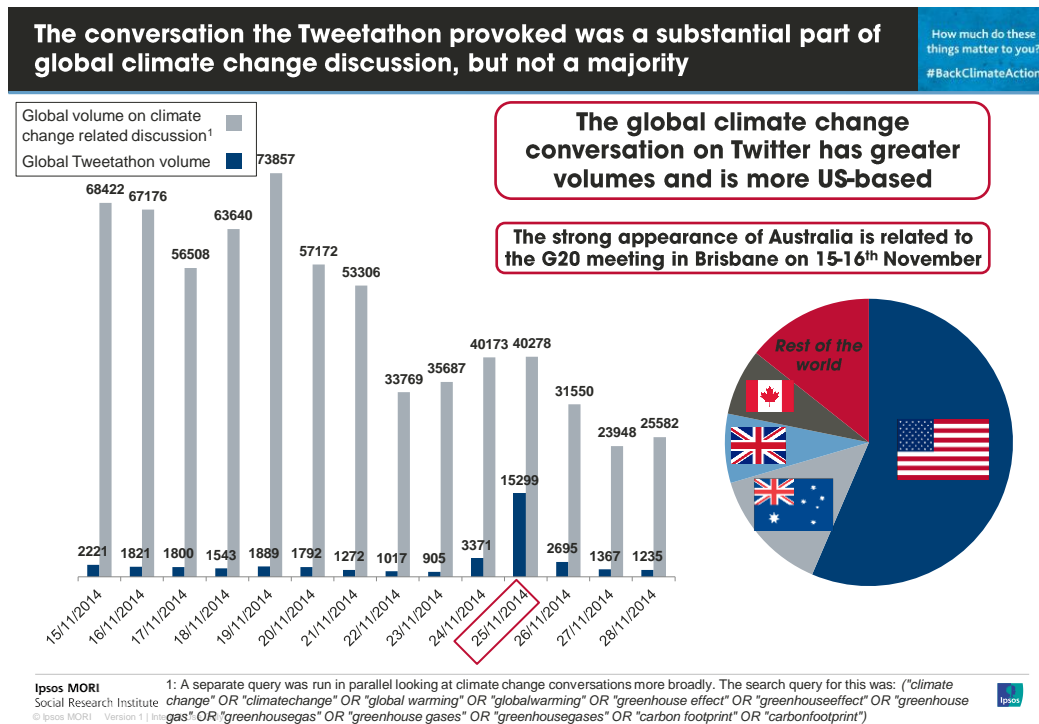 The conversation the Tweetathon provoked was a substantial part of
global climate change discussion, but not a majority
How much do these
things matter to you?
#BackClimateAction
Global volume on climate
change related discussion¹
Global Tweetathon volume
The global climate change
conversation on Twitter has greater
volumes and is more US-based
The strong appearance of Australia is related to
the G20 meeting in Brisbane on 15-16th November
68422
67176
56508
63640
73857
57172
53306
33769
35687
40173
40278
31550
23948
25582
2221
1821
1800
1543
1889
1792
1272
1017
905
3371
15299
2695
1367
1235
15/11/2014
16/11/2014
17/11/2014
18/11/2014
19/11/2014
20/11/2014
21/11/2014
22/11/2014
23/11/2014
24/11/2014
25/11/2014
26/11/2014
27/11/2014
28/11/2014
Rest of the
world
Ipsos MORI
Social Research Institute
© Ipsos MORI Version 1 |
1: A separate query was run in parallel looking at climate change conversations more broadly. The search query for this was: ("climate
change" OR "climatechange" OR "global warming" OR "globalwarming" OR "greenhouse effect" OR "greenhouseeffect" OR "greenhouse
gas" OR "greenhousegas" OR "greenhouse gases" OR "greenhousegases" OR "carbon footprint" OR "carbonfootprint")
Ipsos